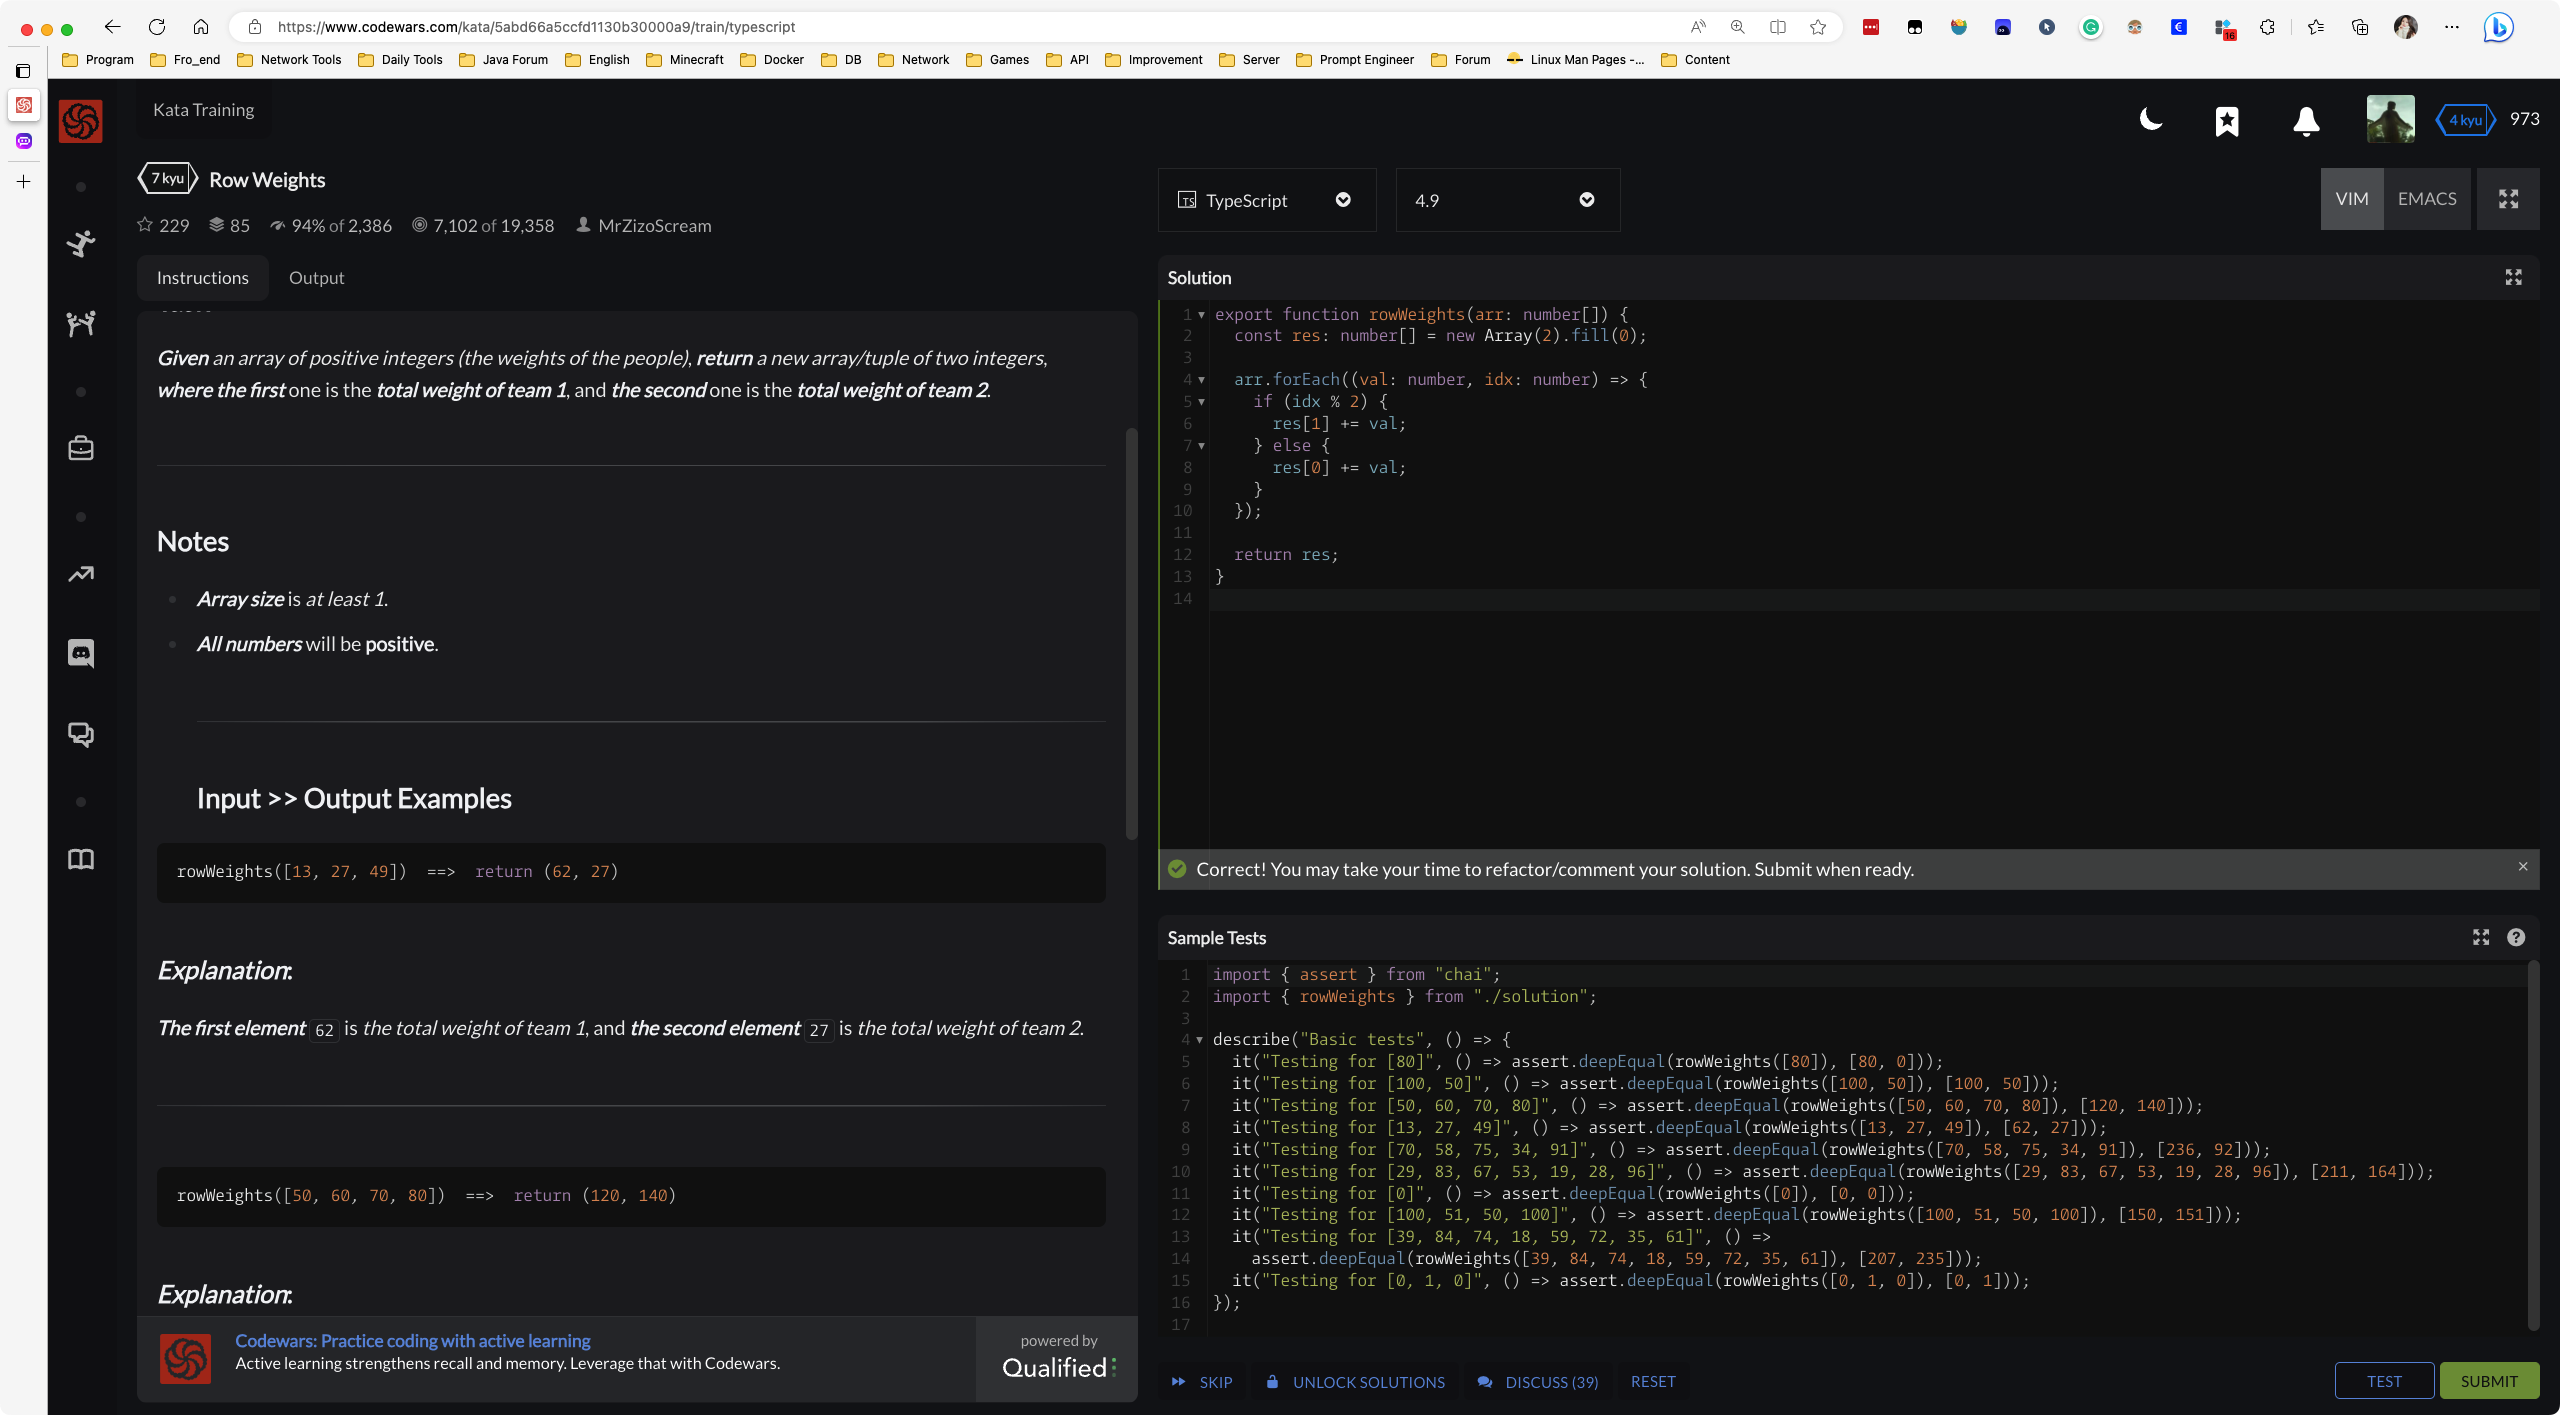 https://www.codewars.com/kata/5abd66a5ccfd1130b30000a9/train/typescript
16
Program Fro_end Network Tools Daily Tools Java Forum English Minecraft Docker DB Network Games API Improvement Server Prompt Engineer Forum Linux Man Pages -... Content
Kata Training
4 kyu 973
7 kyu Row Weights
229 85 94% of 2,386 7,102 of 19,358 MrZizoScream
Instructions Output
Given an array of positive integers (the weights of the people), return a new array/tuple of two integers,
where the first one is the total weight of team 1, and the second one is the total weight of team 2.
Notes
Array size is at least 1.
All numbers will be positive.
Input >> Output Examples
rowWeights([13, 27, 49])  ==>  return (62, 27)
Explanation:
The first element 62 is the total weight of team 1, and the second element 27 is the total weight of team 2.
rowWeights([50, 60, 70, 80])  ==>  return (120, 140)
Explanation:
Codewars: Practice coding with active learning
Active learning strengthens recall and memory. Leverage that with Codewars.
powered by
Qualified
TS TypeScript 4.9 VIM EMACS
Solution
1 export function rowWeights(arr: number[]) {
2   const res: number[] = new Array(2).fill(0);
3
4   arr.forEach((val: number, idx: number) => {
5     if (idx % 2) {
6       res[1] += val;
7     } else {
8       res[0] += val;
9     }
10   });
11
12   return res;
13 }
14
Correct! You may take your time to refactor/comment your solution. Submit when ready.
Sample Tests
1 import { assert } from "chai";
2 import { rowWeights } from "./solution";
3
4 describe("Basic tests", () => {
5   it("Testing for [80]", () => assert.deepEqual(rowWeights([80]), [80, 0]));
6   it("Testing for [100, 50]", () => assert.deepEqual(rowWeights([100, 50]), [100, 50]));
7   it("Testing for [50, 60, 70, 80]", () => assert.deepEqual(rowWeights([50, 60, 70, 80]), [120, 140]));
8   it("Testing for [13, 27, 49]", () => assert.deepEqual(rowWeights([13, 27, 49]), [62, 27]));
9   it("Testing for [70, 58, 75, 34, 91]", () => assert.deepEqual(rowWeights([70, 58, 75, 34, 91]), [236, 92]));
10   it("Testing for [29, 83, 67, 53, 19, 28, 96]", () => assert.deepEqual(rowWeights([29, 83, 67, 53, 19, 28, 96]), [211, 164]));
11   it("Testing for [0]", () => assert.deepEqual(rowWeights([0]), [0, 0]));
12   it("Testing for [100, 51, 50, 100]", () => assert.deepEqual(rowWeights([100, 51, 50, 100]), [150, 151]));
13   it("Testing for [39, 84, 74, 18, 59, 72, 35, 61]", () =>
14     assert.deepEqual(rowWeights([39, 84, 74, 18, 59, 72, 35, 61]), [207, 235]));
15   it("Testing for [0, 1, 0]", () => assert.deepEqual(rowWeights([0, 1, 0]), [0, 1]));
16 });
17
SKIP UNLOCK SOLUTIONS DISCUSS (39) RESET TEST SUBMIT